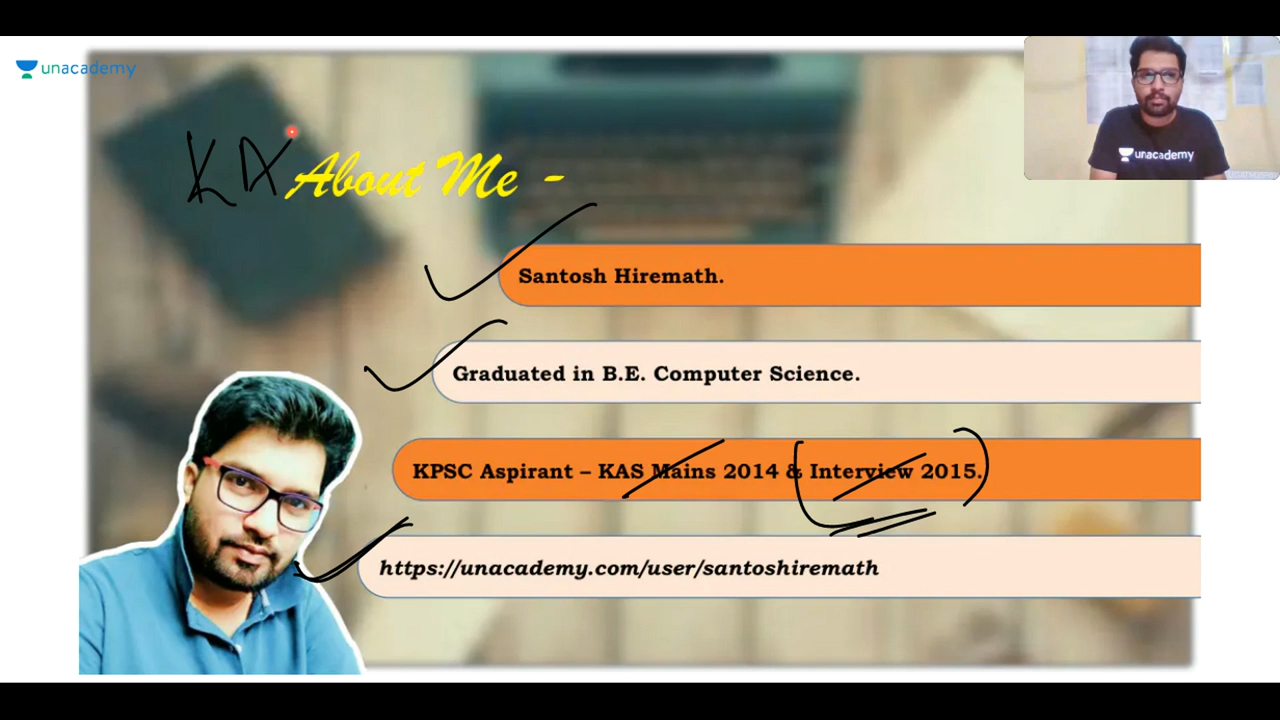 unacademy
unacademy
KA
About Me -
Santosh Hiremath.
Graduated in B.E. Computer Science.
KPSC Aspirant – KAS Mains 2014 & Interview 2015.
https://unacademy.com/user/santoshiremath